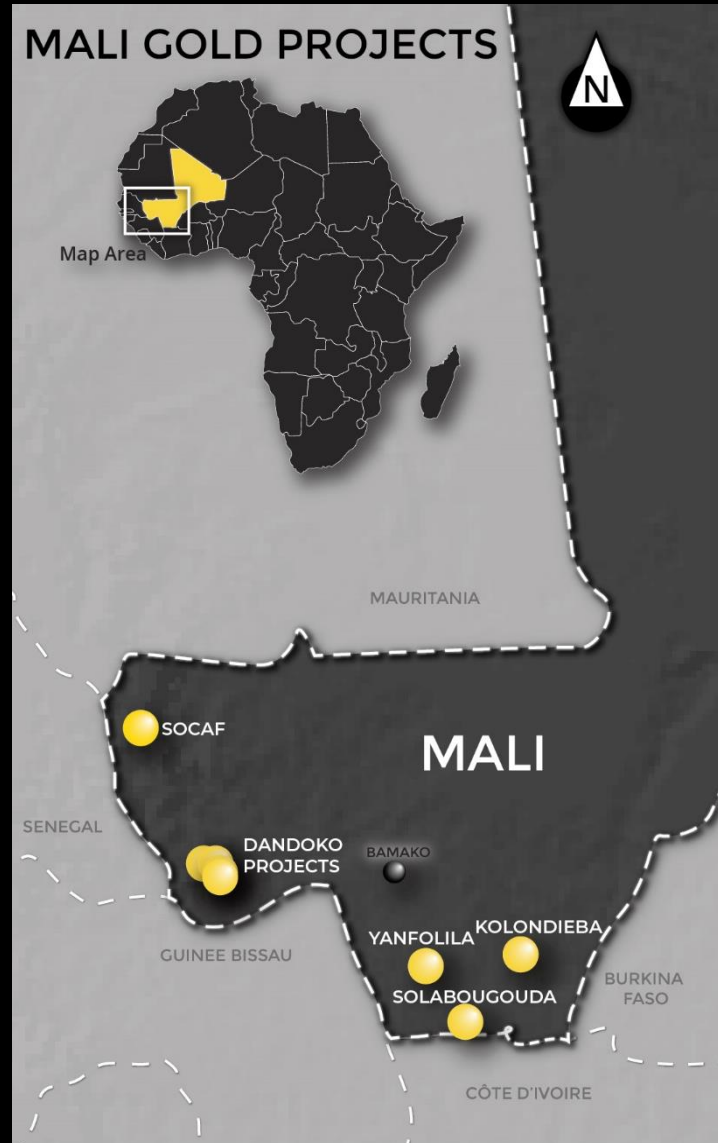 MALI GOLD PROJECTS
N
Map Area
MAURITANIA
SOCAF
MALI
SENEGAL
DANDOKO
PROJECTS
BAMAKO
GUINEE BISSAU
YANFOLILA
KOLONDIEBA
SOLABOUGOUDA
BURKINA
FASO
CÔTE D'IVOIRE